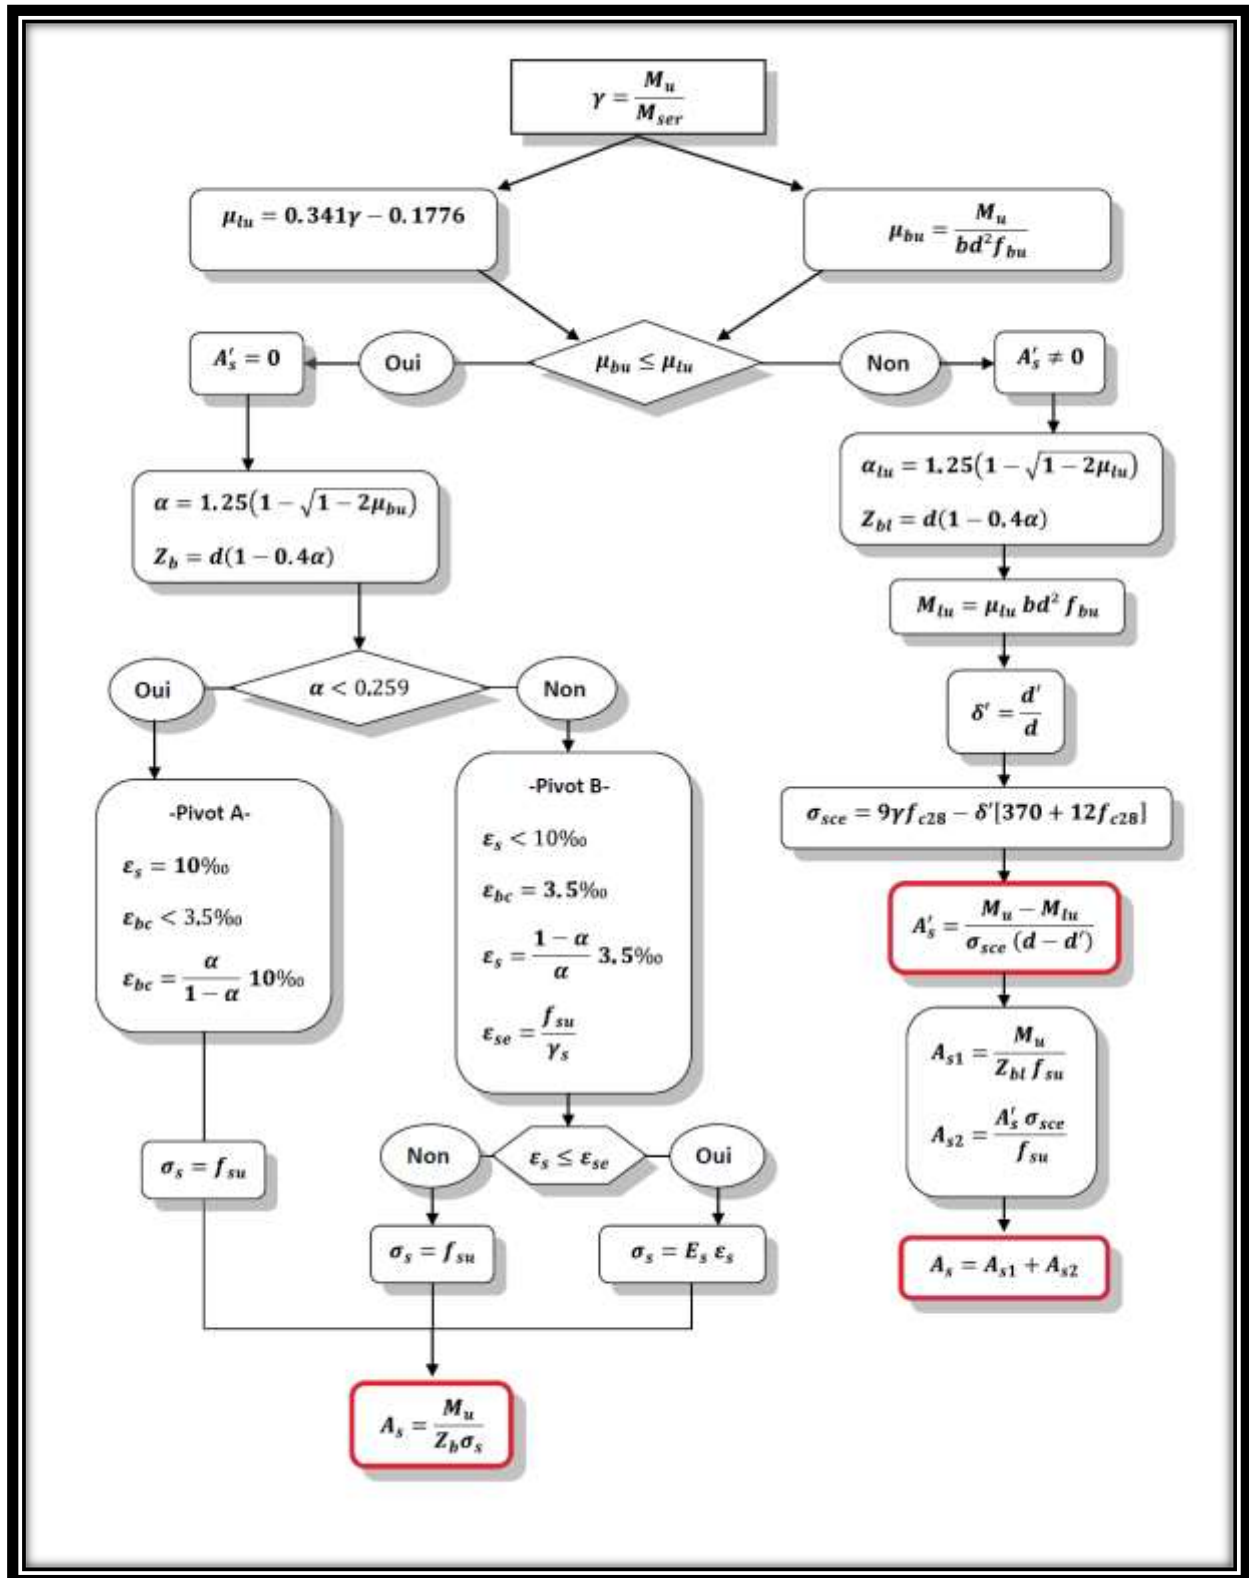 γ = M_u / M_ser
μ_lu = 0.341γ − 0.1776
μ_bu = M_u / bd² f_bu
A′_s = 0
Oui
μ_bu ≤ μ_lu
Non
A′_s ≠ 0
α = 1.25(1 − √(1 − 2μ_bu))
Z_b = d(1 − 0.4α)
α < 0.259
Oui
Non
-Pivot A-
ε_s = 10‰
ε_bc < 3.5‰
ε_bc = α / (1 − α) 10‰
σ_s = f_su
-Pivot B-
ε_s < 10‰
ε_bc = 3.5‰
ε_s = (1 − α) / α 3.5‰
ε_se = f_su / γ_s
Non
ε_s ≤ ε_se
Oui
σ_s = f_su
σ_s = E_s ε_s
A_s = M_u / Z_b σ_s
α_lu = 1.25(1 − √(1 − 2μ_lu))
Z_bl = d(1 − 0.4α)
M_lu = μ_lu bd² f_bu
δ′ = d′ / d
σ_sce = 9γf_c28 − δ′[370 + 12f_c28]
A′_s = (M_u − M_lu) / σ_sce (d − d′)
A_s1 = M_u / Z_bl f_su
A_s2 = A′_s σ_sce / f_su
A_s = A_s1 + A_s2